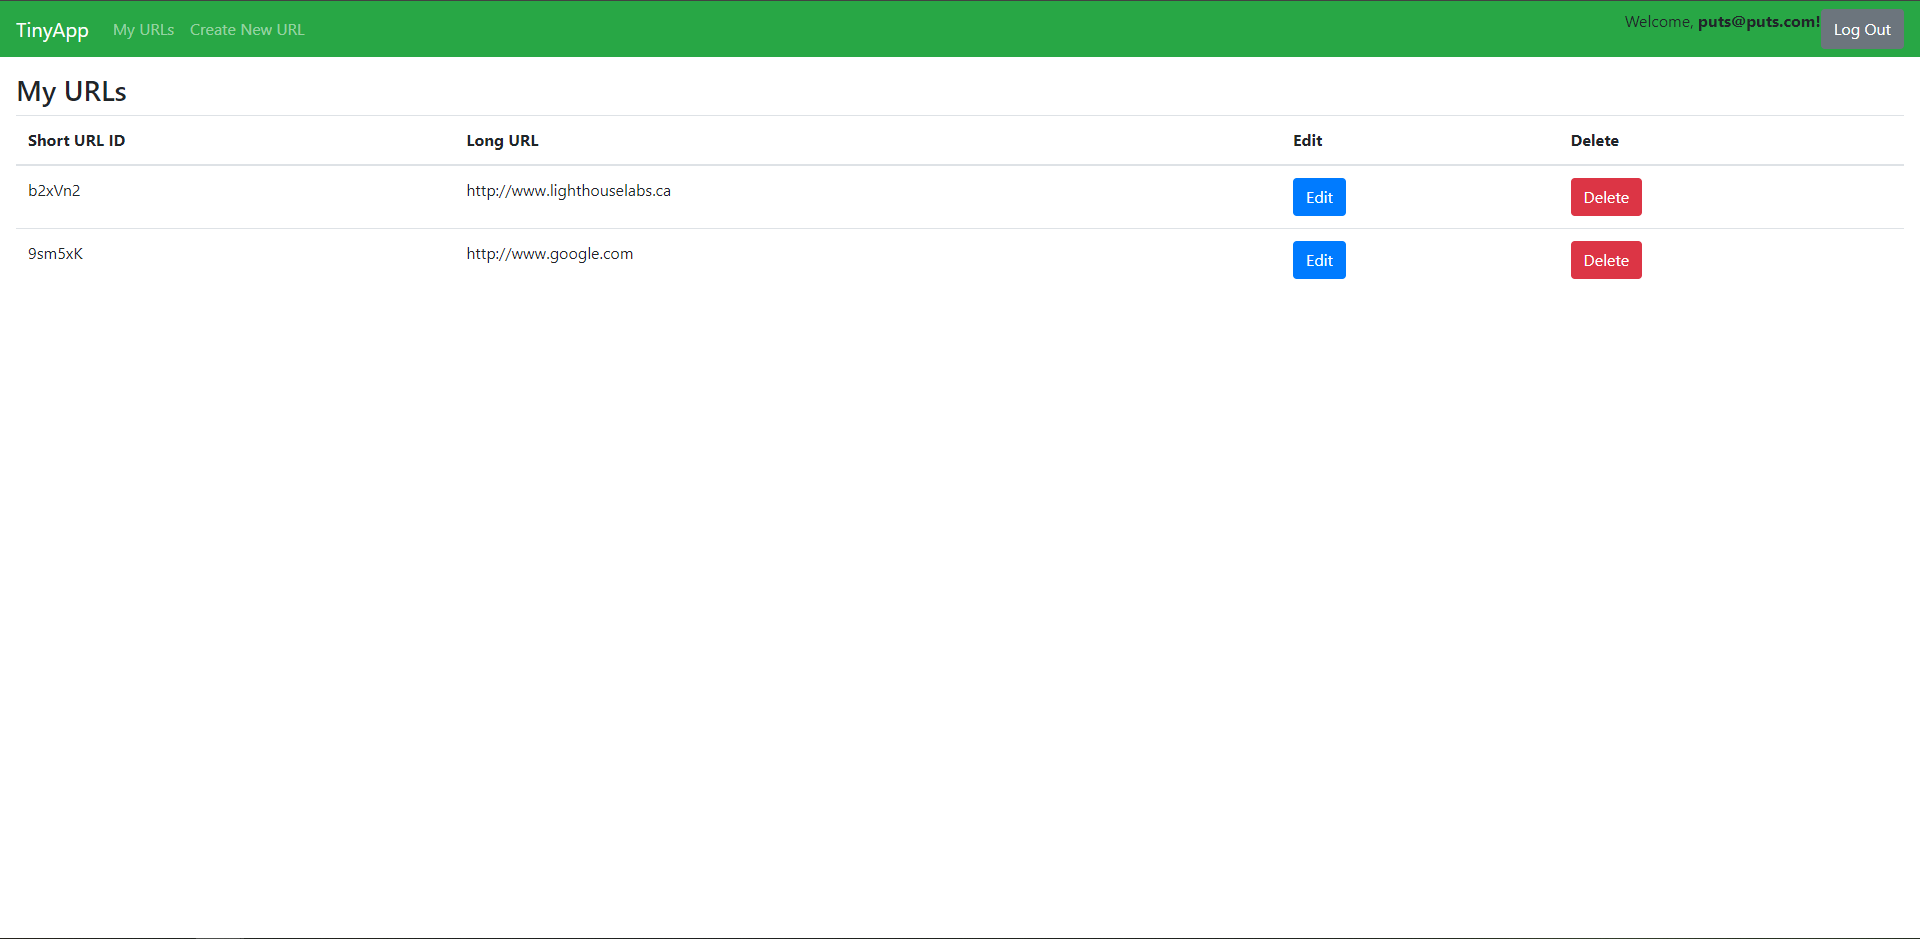 TinyApp My URLs Create New URL Welcome, puts@puts.com! Log Out
My URLs
Short URL ID Long URL Edit Delete
b2xVn2 http://www.lighthouselabs.ca Edit Delete
9sm5xK http://www.google.com Edit Delete